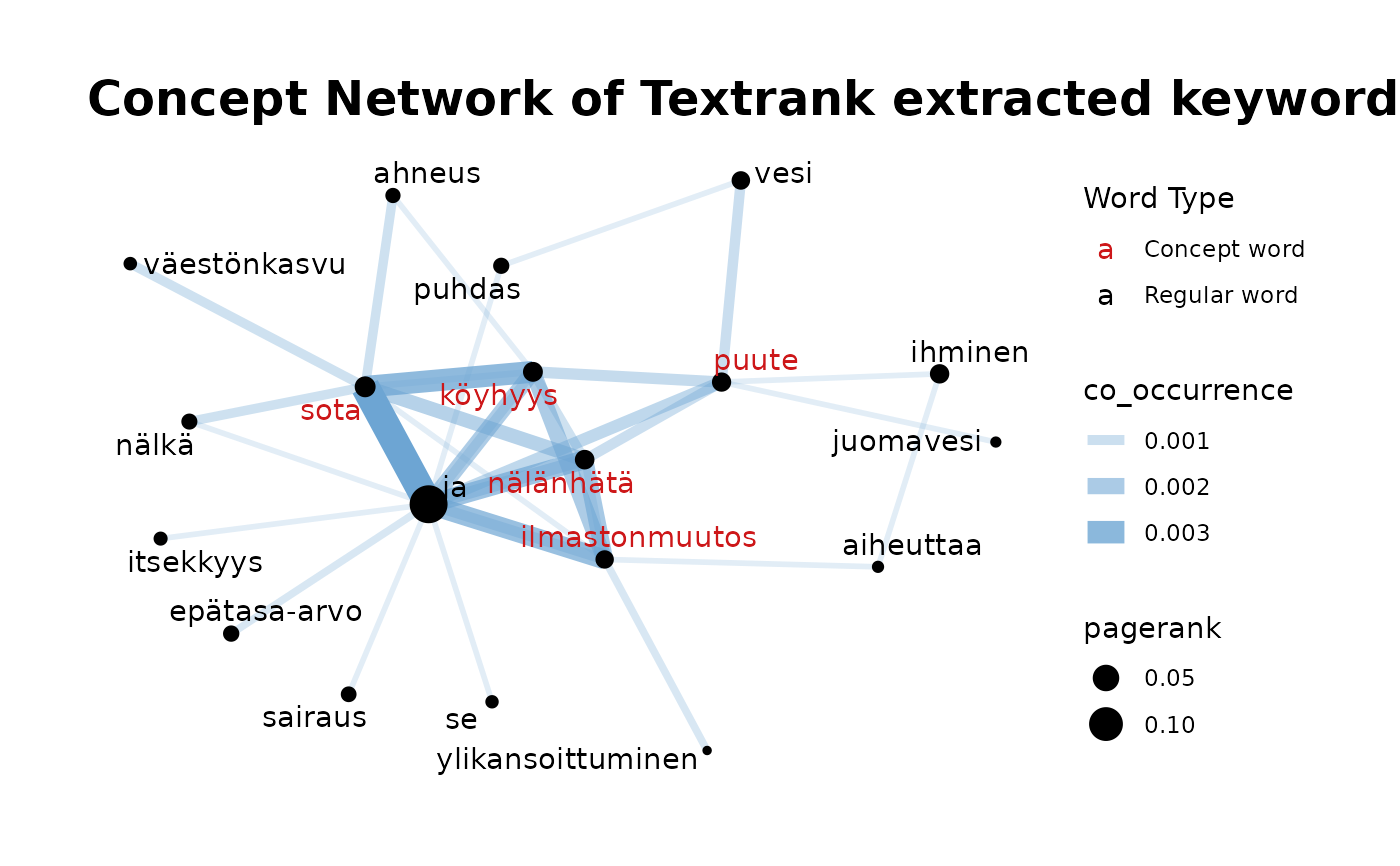 Concept Network of Textrank extracted keyword
ahneus
vesi
väestönkasvu
puhdas
puute
ihminen
sota
köyhyys
nälkä
juomavesi
ja
nälänhätä
ilmastonmuutos
aiheuttaa
itsekkyys
epätasa-arvo
sairaus
se
ylikansoittuminen
Word Type
a Concept word
a Regular word
co_occurrence
0.001
0.002
0.003
pagerank
0.05
0.10